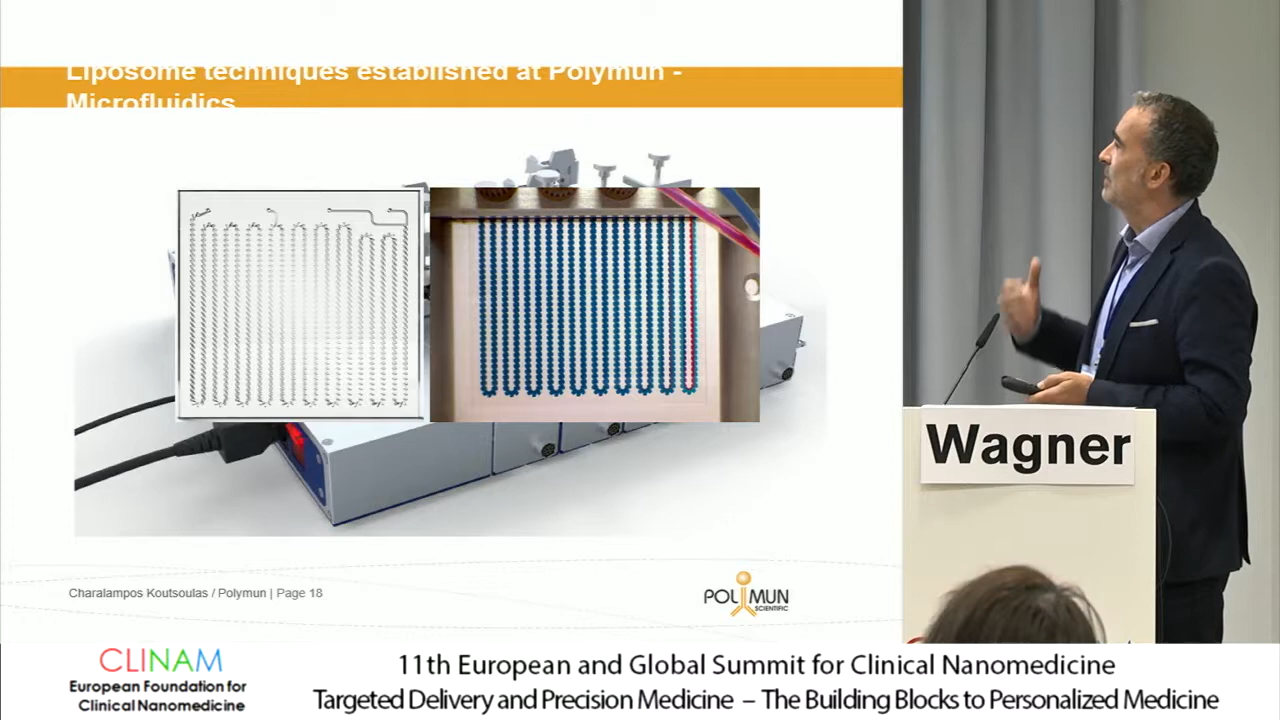 Liposome techniques established at Polymun -
Microfluidics
Charalampos Koutsoulas / Polymun | Page 18
POLYMUN
SCIENTIFIC
Wagner
CLINAM
European Foundation for
Clinical Nanomedicine
11th European and Global Summit for Clinical Nanomedicine
Targeted Delivery and Precision Medicine – The Building Blocks to Personalized Medicine